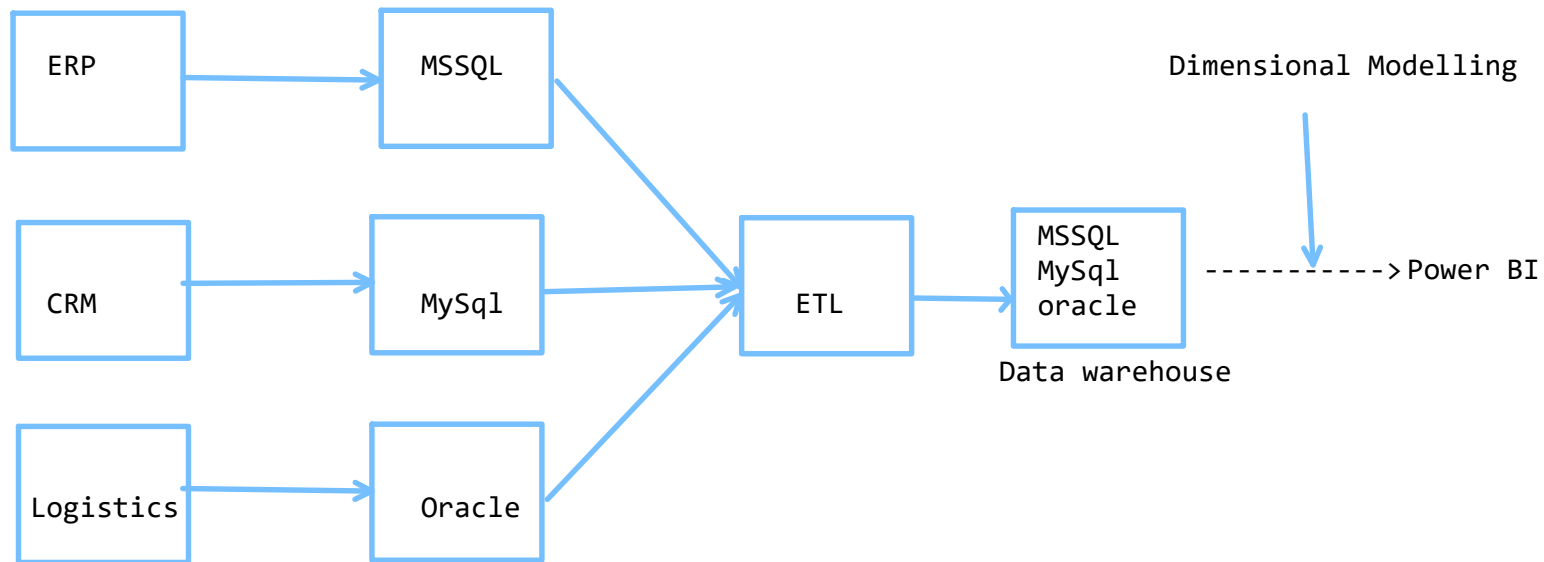 ERP
MSSQL
Dimensional Modelling
CRM
MySql
ETL
MSSQL
MySql
oracle
----------->Power BI
Data warehouse
Logistics
Oracle